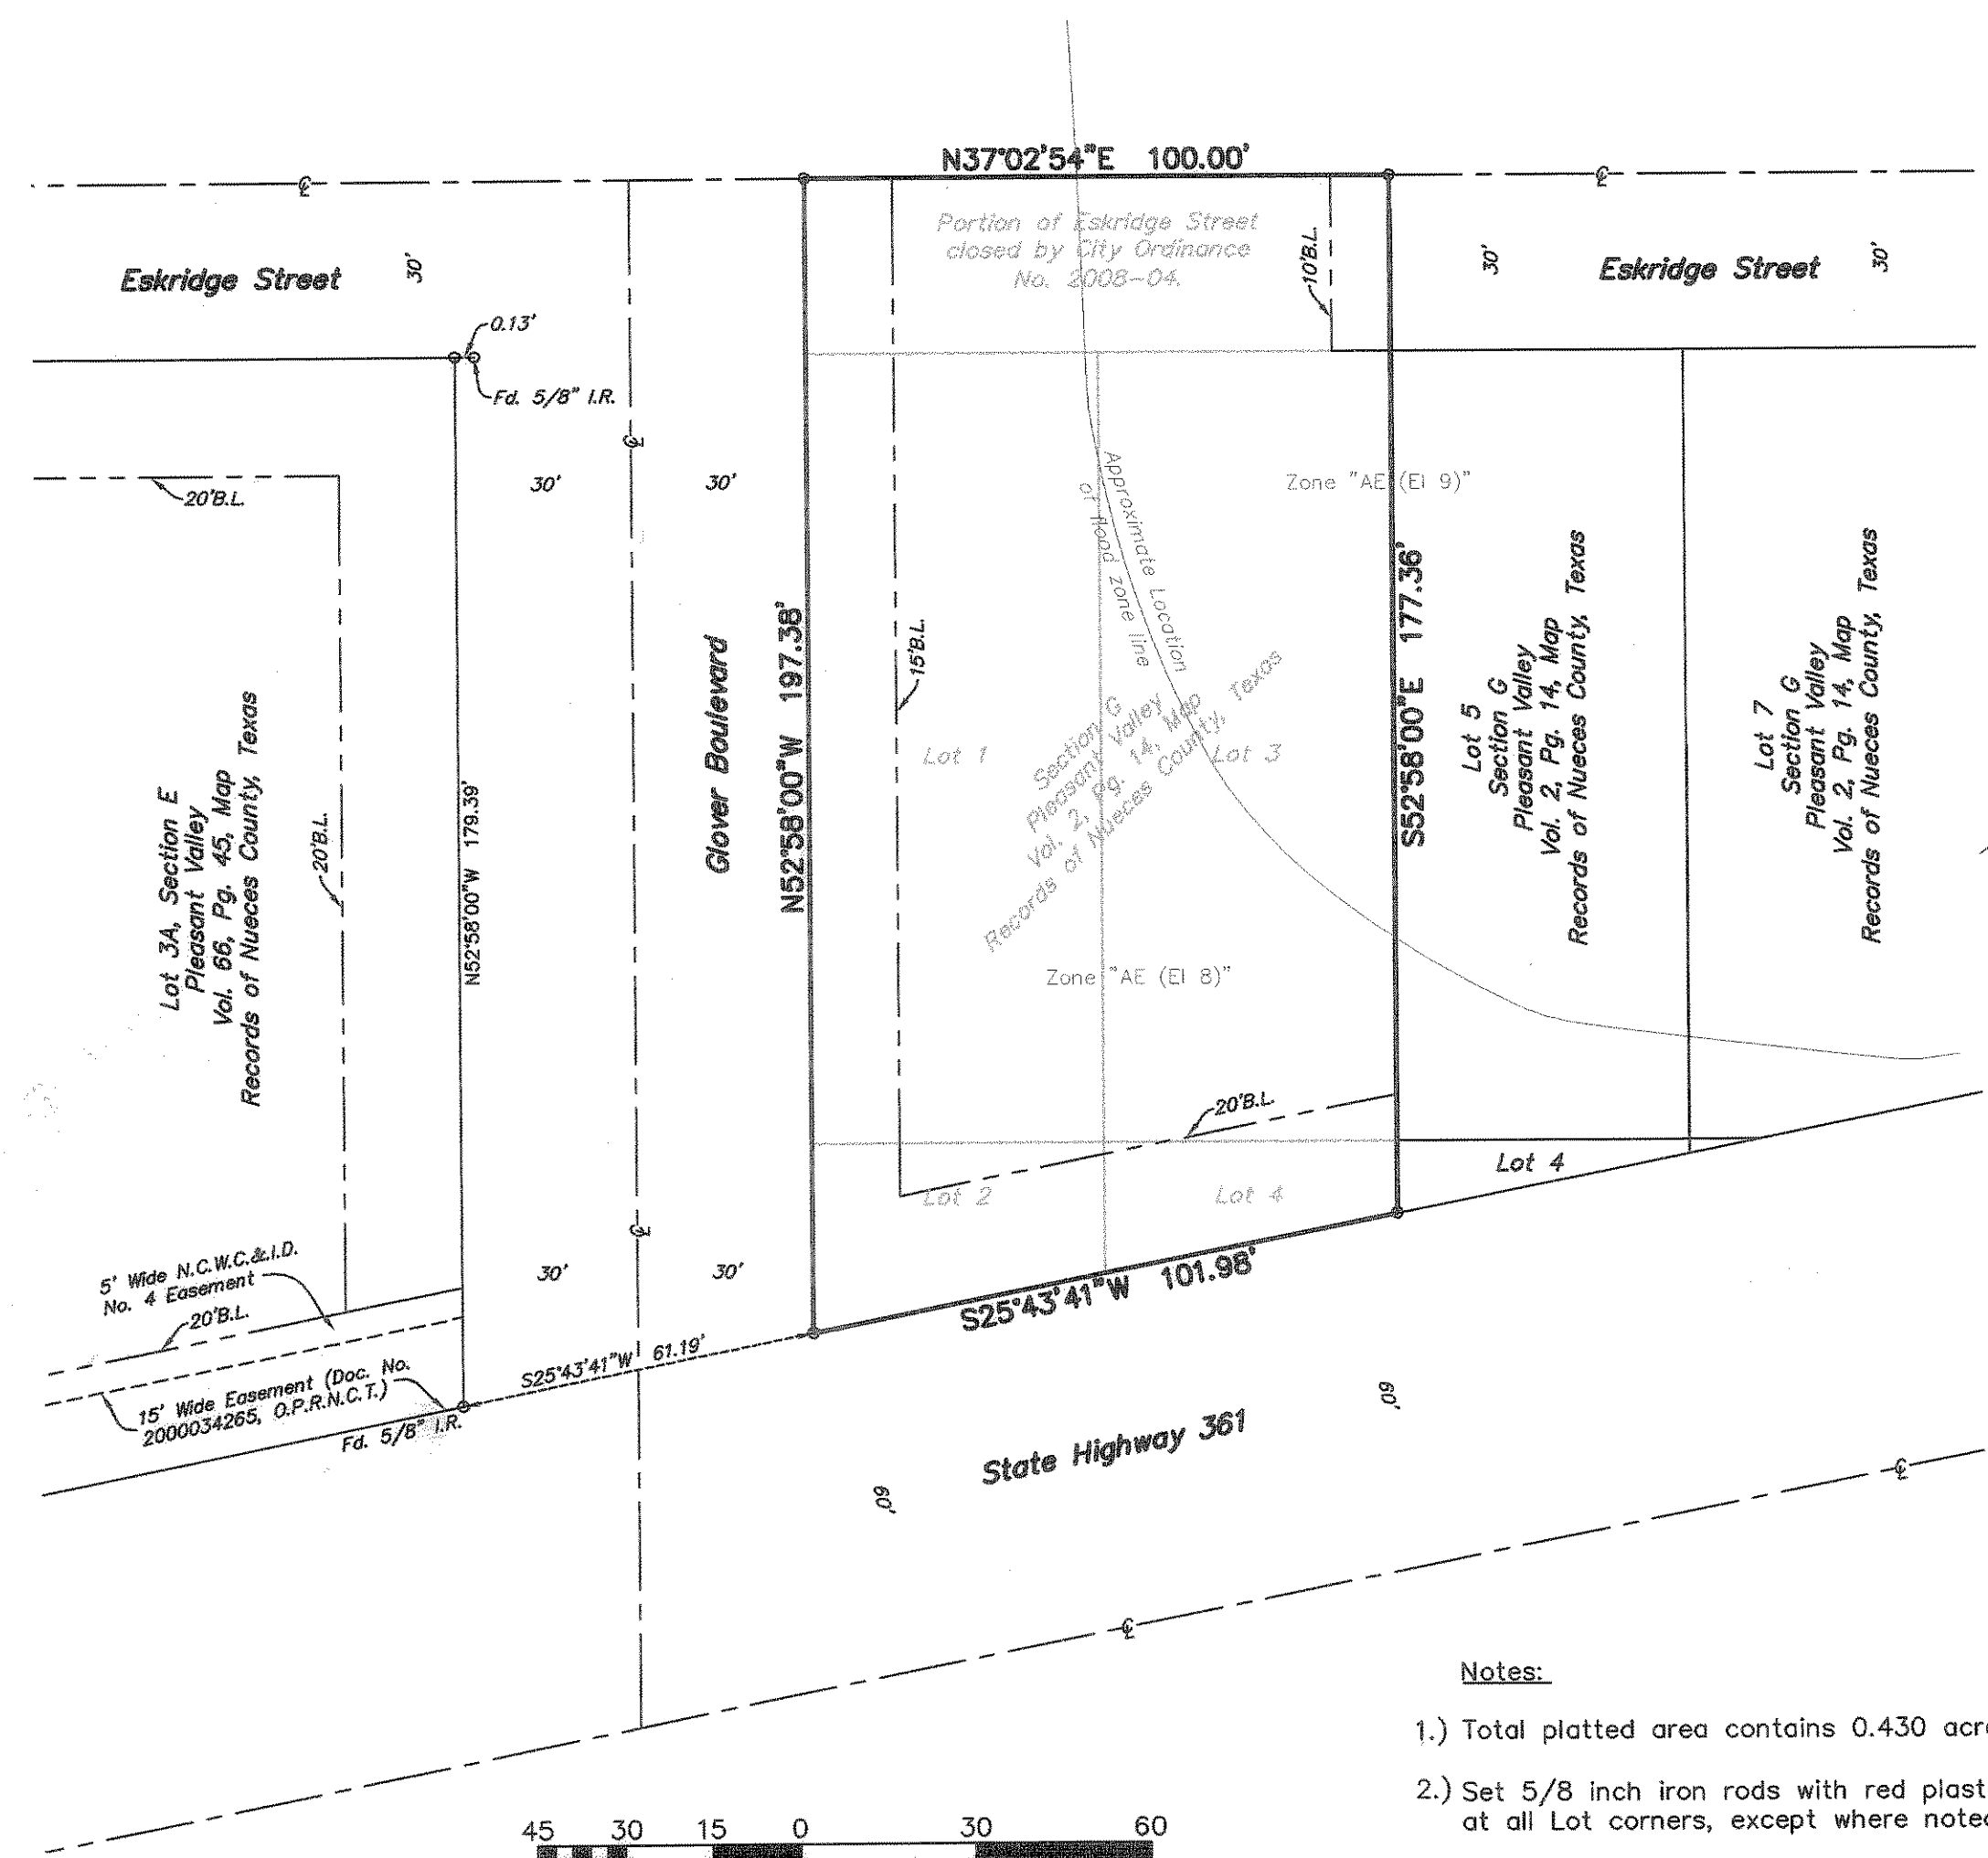 N37°02'54"E 100.00'
℄
℄
Portion of Eskridge Street
closed by City Ordinance
No. 2008-04.
10'B.L.
Eskridge Street
30'
30'
Eskridge Street
30'
0.13'
Fd. 5/8" I.R.
℄
20'B.L.
30'
30'
Zone "AE (El 9)"
Approximate Location
of flood zone line
N52°58'00"W 197.38'
15'B.L.
S52°58'00"E 177.36'
Lot 5
Section G
Pleasant Valley
Vol. 2, Pg. 14, Map
Records of Nueces County, Texas
Lot 7
Section G
Pleasant Valley
Vol. 2, Pg. 14, Map
Records of Nueces County, Texas
Lot 3A, Section E
Pleasant Valley
Vol. 66, Pg. 45, Map
Records of Nueces County, Texas
20'B.L.
N52°58'00"W 179.39'
Glover Boulevard
Lot 1
Section G
Pleasant Valley
Vol. 2, Pg. 14, Map
Records of Nueces County, Texas
Lot 3
Zone "AE (El 8)"
20'B.L.
Lot 4
Lot 2
Lot 4
℄
5' Wide N.C.W.C.&I.D.
No. 4 Easement
20'B.L.
30'
30'
S25°43'41"W 101.98'
S25°43'41"W 61.19'
15' Wide Easement (Doc. No.
2000034265, O.P.R.N.C.T.)
Fd. 5/8" I.R.
60'
State Highway 361
60'
℄
℄
Notes:
1.) Total platted area contains 0.430
2.) Set 5/8 inch iron rods with red
at all Lot corners, except where
45 30 15 0 30 60